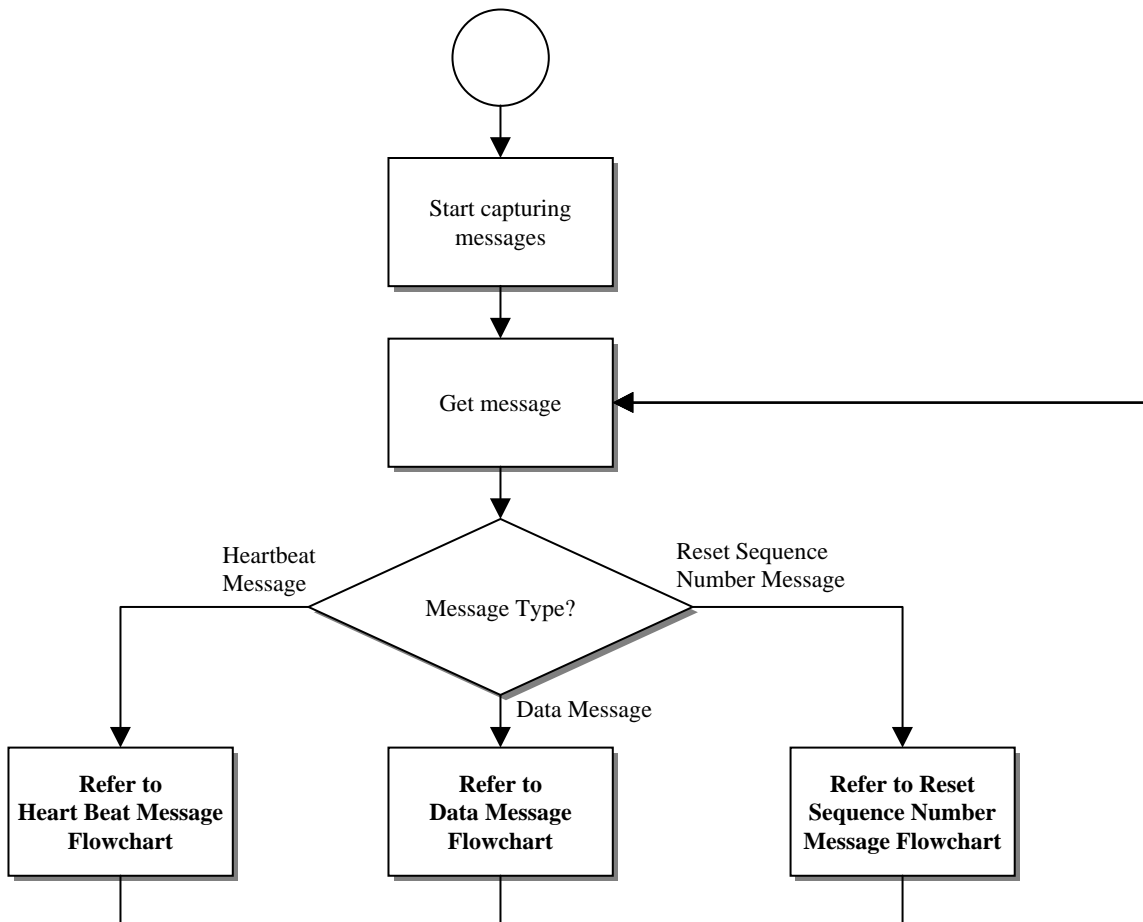 Start capturing
messages
Get message
Heartbeat
Message
Reset Sequence
Number Message
Message Type?
Data Message
Refer to
Heart Beat Message
Flowchart
Refer to
Data Message
Flowchart
Refer to Reset
Sequence Number
Message Flowchart